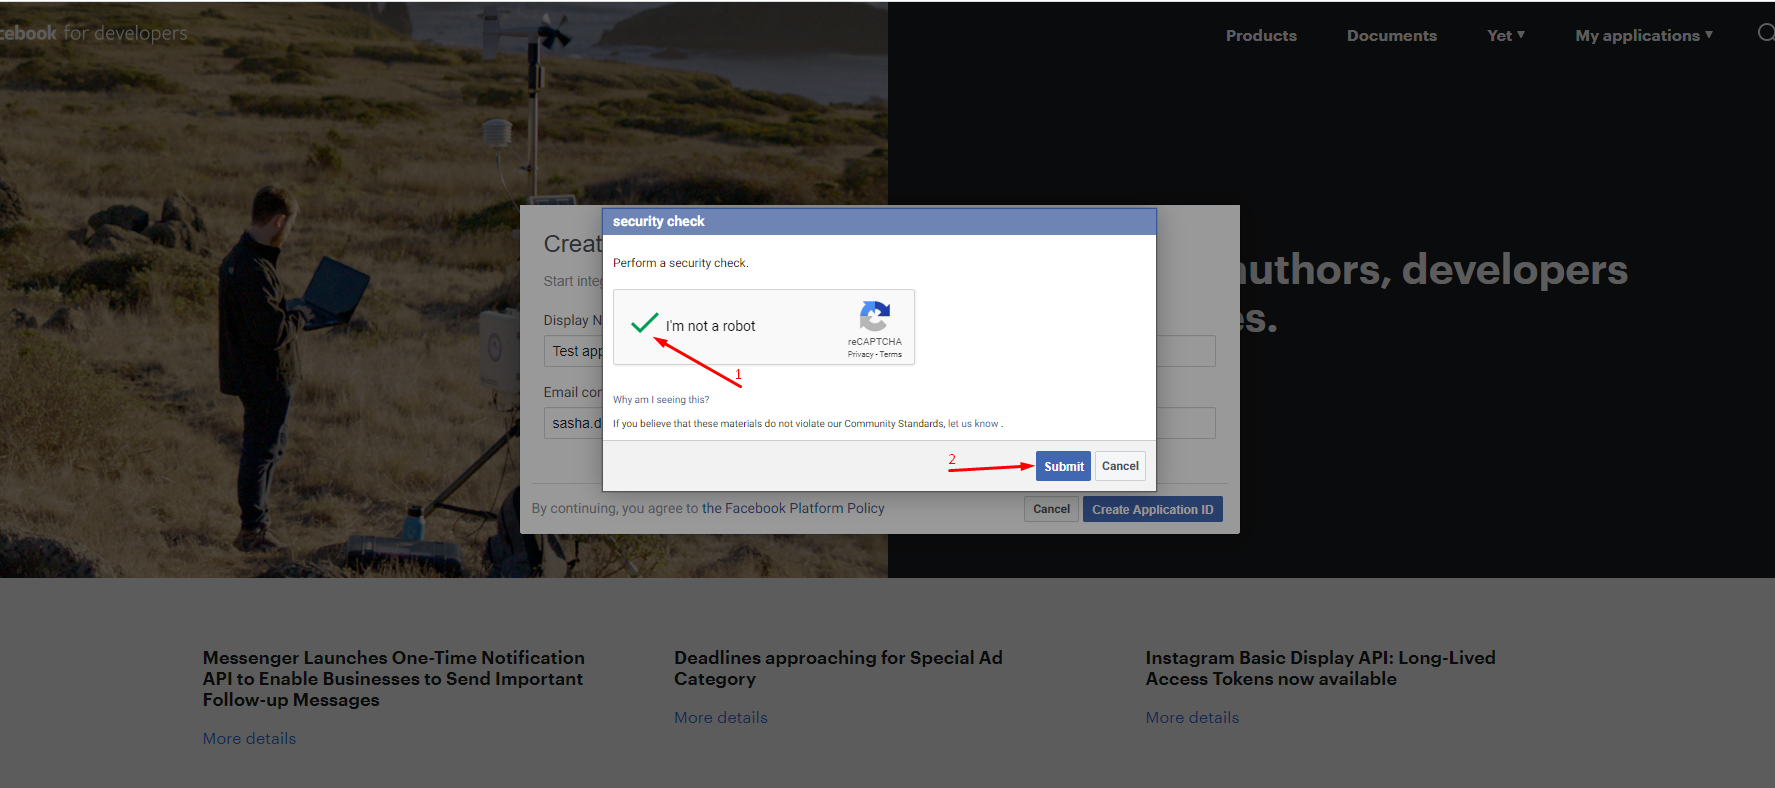 cebook for developers
Products
Documents
Yet
My applications
security check
Perform a security check.
I'm not a robot
reCAPTCHA
Privacy - Terms
1
Why am I seeing this?
If you believe that these materials do not violate our Community Standards, let us know .
2
Submit
Cancel
Creat
Start inte
Display N
Test app
Email con
sasha.d
By continuing, you agree to the Facebook Platform Policy
Cancel
Create Application ID
authors, developers
es.
Messenger Launches One-Time Notification
API to Enable Businesses to Send Important
Follow-up Messages
More details
Deadlines approaching for Special Ad
Category
More details
Instagram Basic Display API: Long-Lived
Access Tokens now available
More details